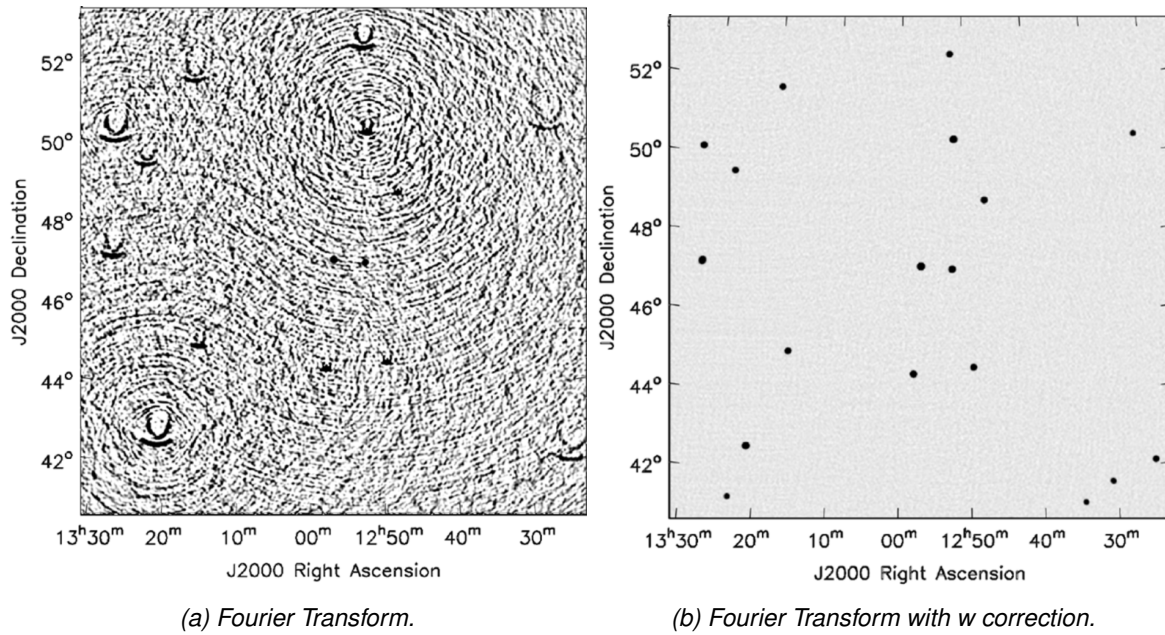 52°
50°
48°
46°
44°
42°
J2000 Declination
13ʰ30ᵐ 20ᵐ 10ᵐ 00ᵐ 12ʰ50ᵐ 40ᵐ 30ᵐ
J2000 Right Ascension
(a) Fourier Transform.
52°
50°
48°
46°
44°
42°
J2000 Declination
13ʰ30ᵐ 20ᵐ 10ᵐ 00ᵐ 12ʰ50ᵐ 40ᵐ 30ᵐ
J2000 Right Ascension
(b) Fourier Transform with w correction.